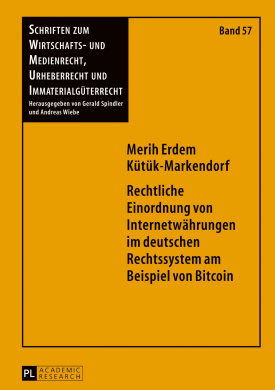 SCHRIFTEN ZUM
WIRTSCHAFTS- UND
MEDIENRECHT,
URHEBERRECHT UND
IMMATERIALGÜTERRECHT
Herausgegeben von Gerald Spindler
und Andreas Wiebe
Band 57
Merih Erdem
Kütük-Markendorf
Rechtliche
Einordnung von
Internetwährungen
im deutschen
Rechtssystem am
Beispiel von Bitcoin
PL ACADEMIC
RESEARCH